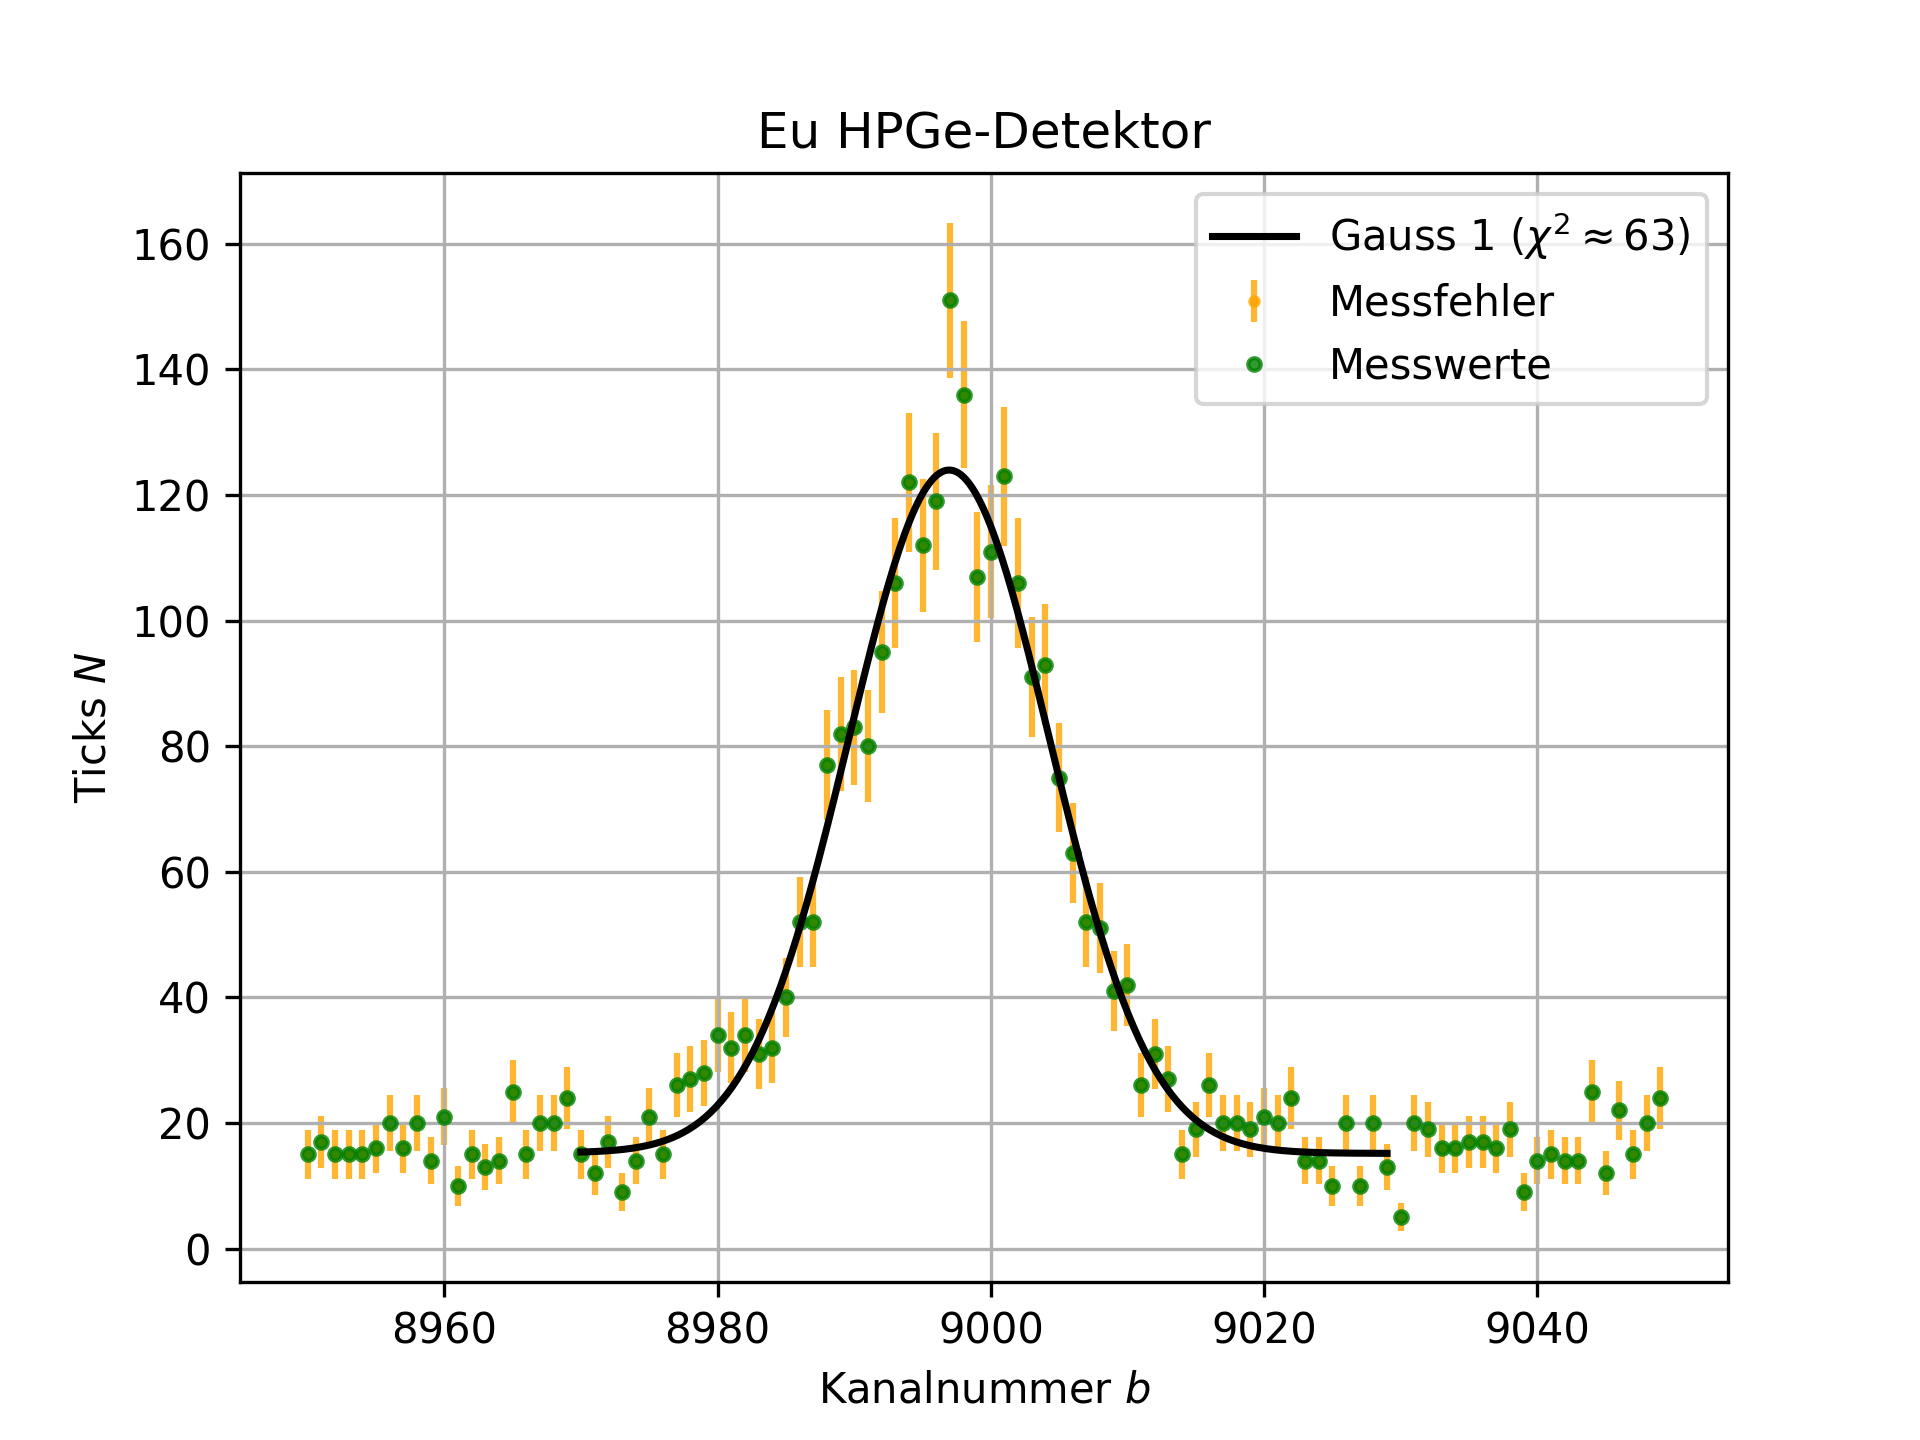 Eu HPGe-Detektor
Gauss 1 (χ² ≈ 63)
Messfehler
Messwerte
160
140
120
100
80
60
40
20
0
Ticks N
8960 8980 9000 9020 9040
Kanalnummer b